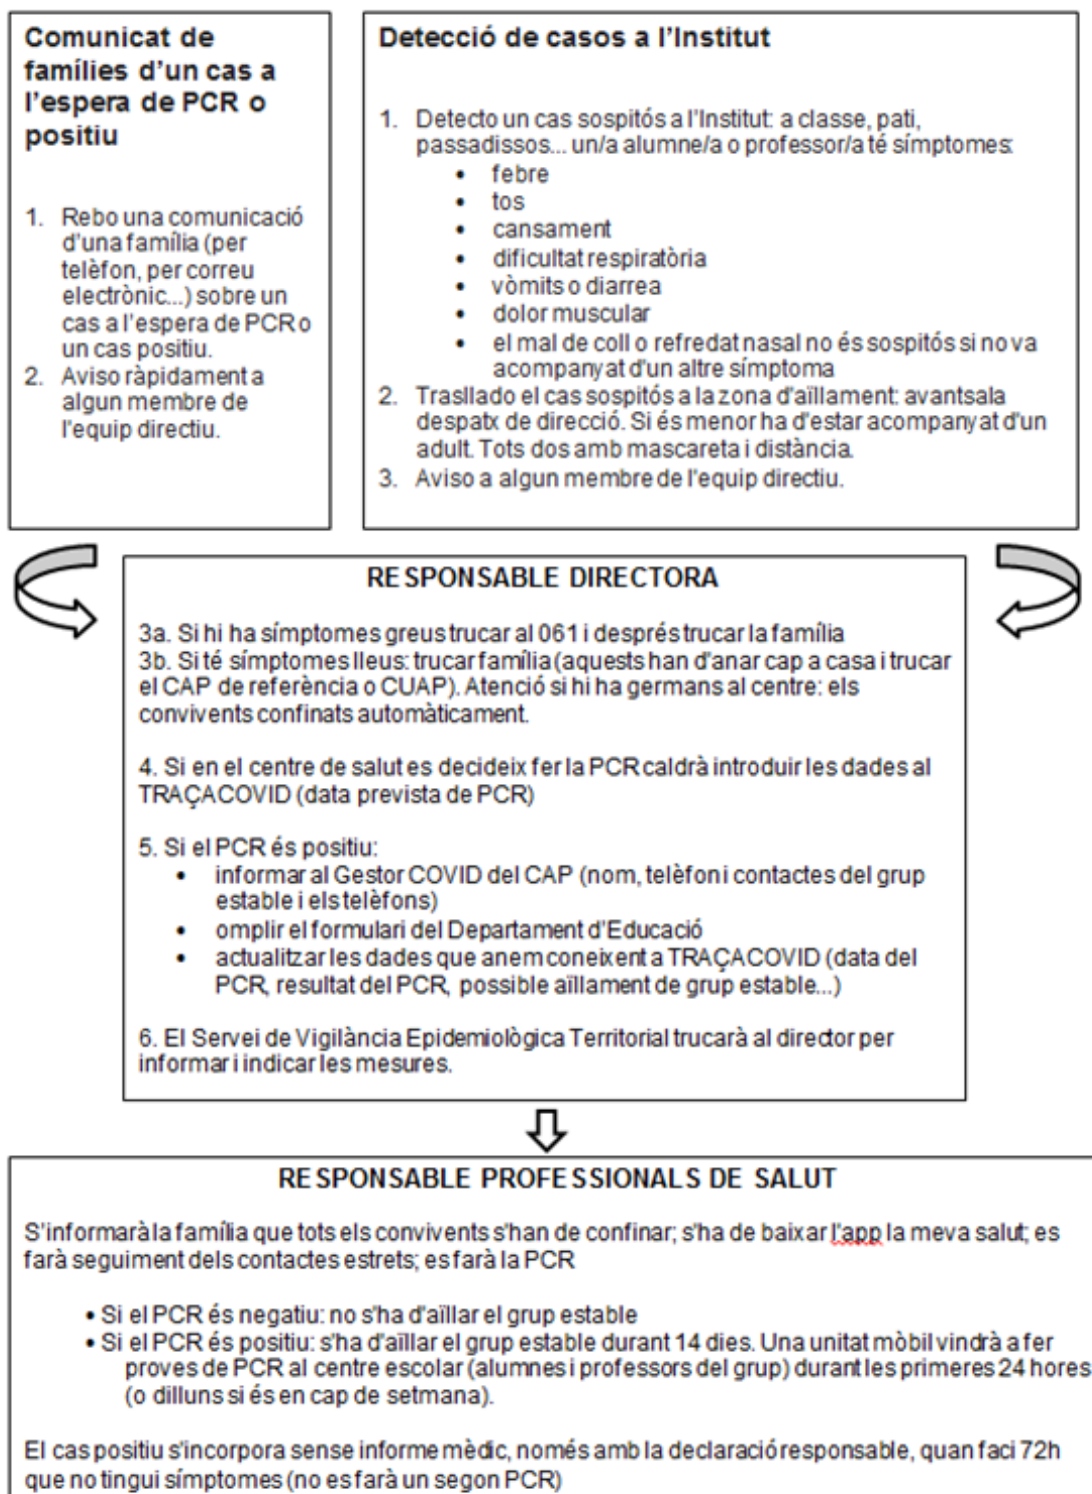 Comunicat de
famílies d'un cas a
l'espera de PCR o
positiu
1. Rebo una comunicació
d'una família (per
telèfon, per correu
electrònic...) sobre un
cas a l'espera de PCR o
un cas positiu.
2. Aviso ràpidament a
algun membre de
l'equip directiu.
Detecció de casos a l'Institut
1. Detecto un cas sospitós a l'Institut: a classe, pati,
passadissos... un/a alumne/a o professor/a té símptomes:
• febre
• tos
• cansament
• dificultat respiratòria
• vòmits o diarrea
• dolor muscular
• el mal de coll o refredat nasal no és sospitós si no va
acompanyat d'un altre símptoma
2. Trasllado el cas sospitós a la zona d'aïllament: avantsala
despatx de direcció. Si és menor ha d'estar acompanyat d'un
adult. Tots dos amb mascareta i distància.
3. Aviso a algun membre de l'equip directiu.
RESPONSABLE DIRECTORA
3a. Si hi ha símptomes greus trucar al 061 i després trucar la família
3b. Si té símptomes lleus: trucar família (aquests han d'anar cap a casa i trucar
el CAP de referència o CUAP). Atenció si hi ha germans al centre: els
convivents confinats automàticament.
4. Si en el centre de salut es decideix fer la PCR caldrà introduir les dades al
TRAÇACOVID (data prevista de PCR)
5. Si el PCR és positiu:
• informar al Gestor COVID del CAP (nom, telèfon i contactes del grup
estable i els telèfons)
• omplir el formulari del Departament d'Educació
• actualitzar les dades que anem coneixent a TRAÇACOVID (data del
PCR, resultat del PCR, possible aïllament de grup estable...)
6. El Servei de Vigilància Epidemiològica Territorial trucarà al director per
informar i indicar les mesures.
RESPONSABLE PROFESSIONALS DE SALUT
S'informarà la família que tots els convivents s'han de confinar; s'ha de baixar l'app la meva salut; es
farà seguiment dels contactes estrets; es farà la PCR
• Si el PCR és negatiu: no s'ha d'aïllar el grup estable
• Si el PCR és positiu: s'ha d'aïllar el grup estable durant 14 dies. Una unitat mòbil vindrà a fer
proves de PCR al centre escolar (alumnes i professors del grup) durant les primeres 24 hores
(o dilluns si és en cap de setmana).
El cas positiu s'incorpora sense informe mèdic, només amb la declaració responsable, quan faci 72h
que no tingui símptomes (no es farà un segon PCR)